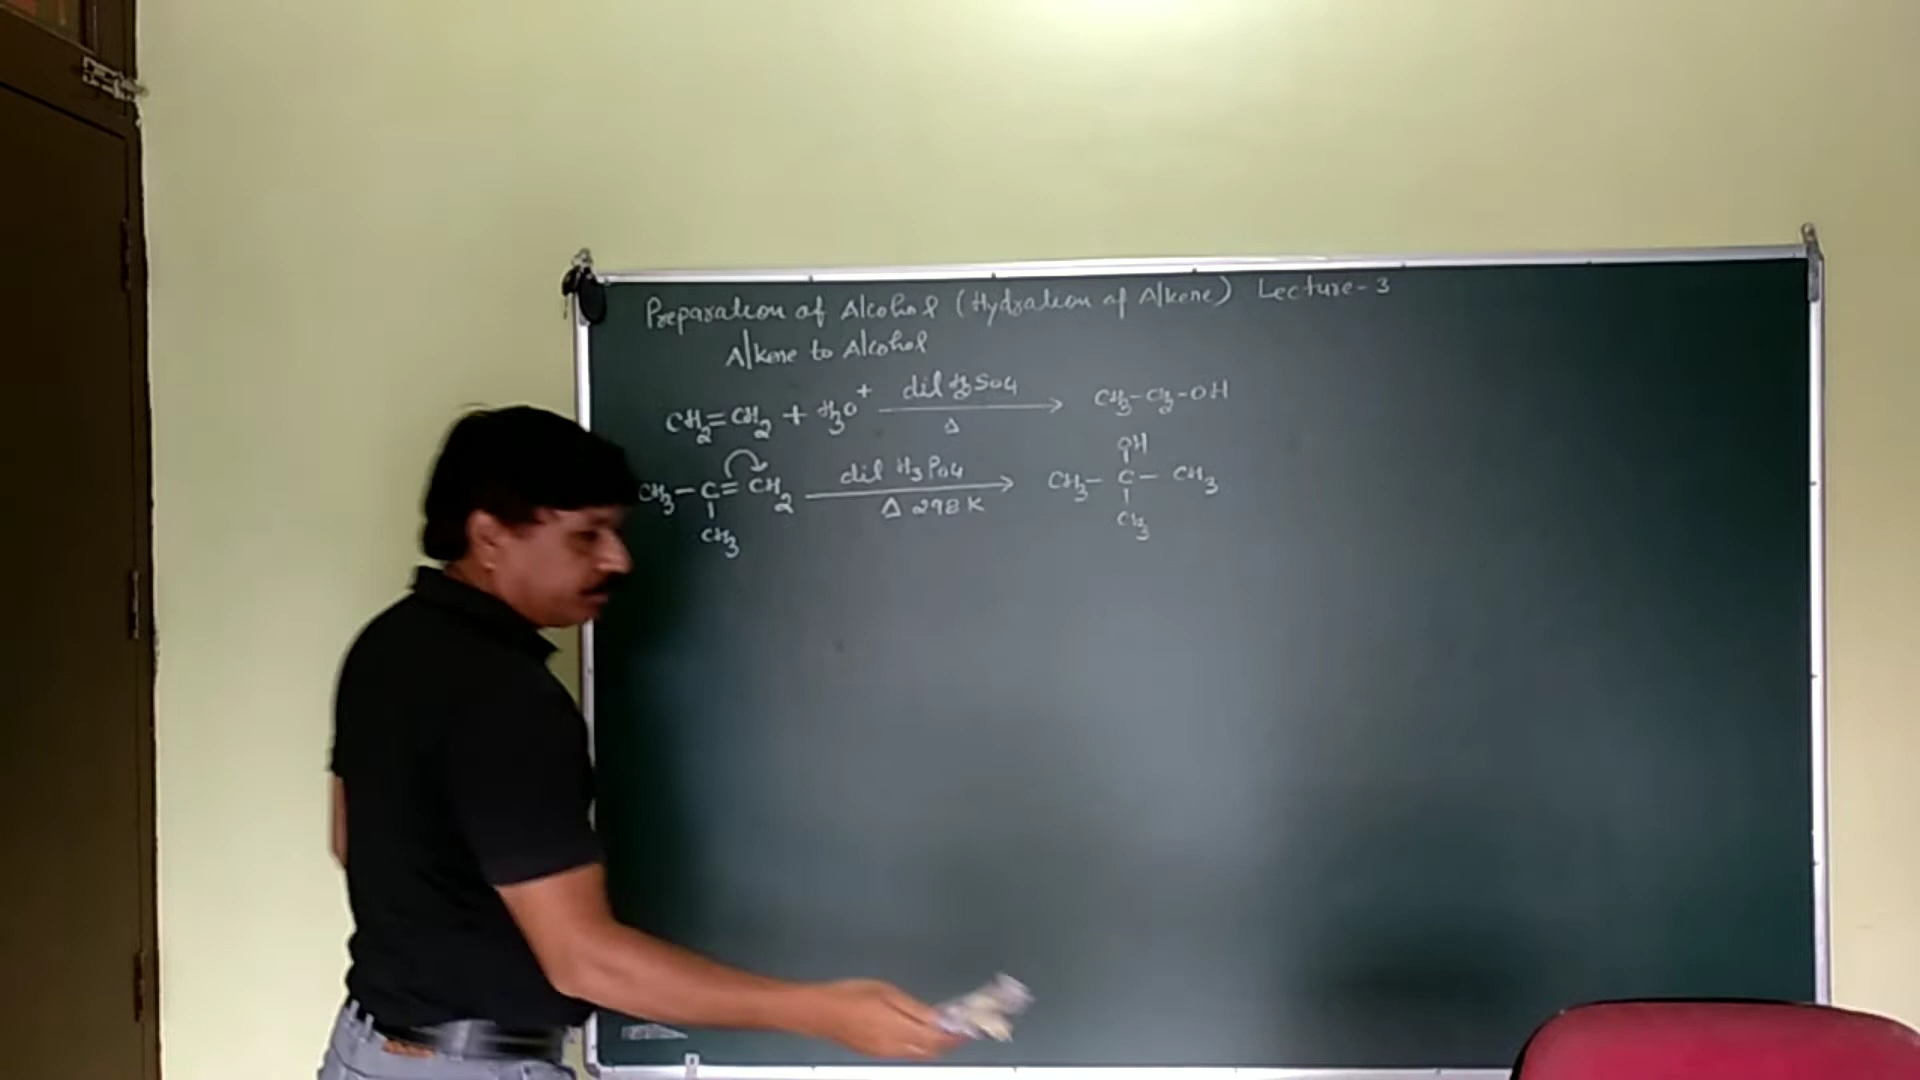 Preparation of Alcohol (Hydration of Alkene) Lecture-3
Alkene to Alcohol
CH2=CH2 + H3O+ dil H2SO4 Δ → CH3-CH2-OH
CH3-C=CH2 dil H3PO4 Δ 298K → CH3-C-CH3
OH
CH3
CH3